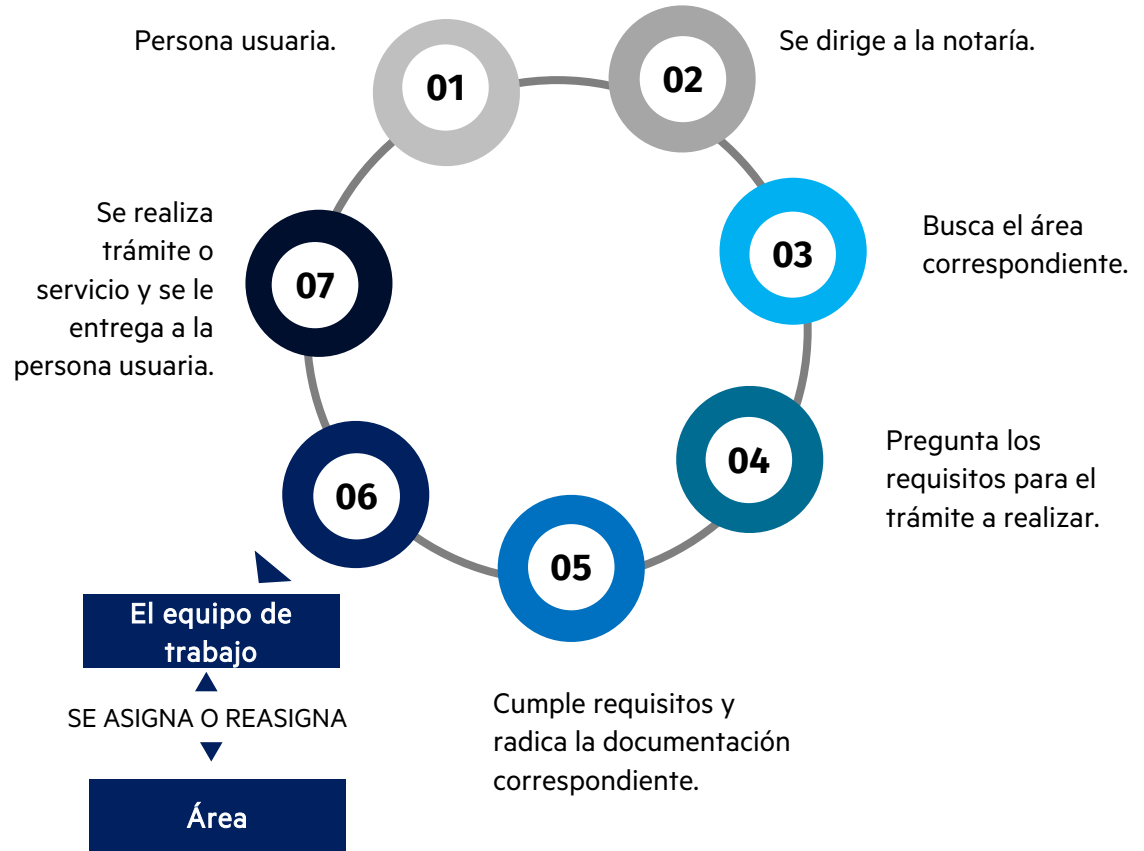 01
Persona usuaria.
02
Se dirige a la notaría.
03
Busca el área
correspondiente.
04
Pregunta los
requisitos para el
trámite a realizar.
05
Cumple requisitos y
radica la documentación
correspondiente.
06
El equipo de
trabajo
SE ASIGNA O REASIGNA
Área
07
Se realiza
trámite o
servicio y se le
entrega a la
persona usuaria.